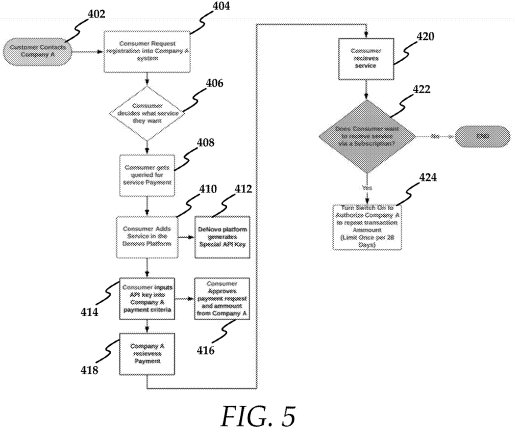 402
Customer Contacts
Company A
404
Consumer Request
registration into Company A
system
406
Consumer
decides what service
they want
408
Consumer gets
queried for
service Payment
410
Consumer Adds
Service in the
Denovo Platform
412
DeNovo platform
generates
Special API Key
414
Consumer inputs
API key into
Company A
payment criteria
Consumer
Approves
payment request
and ammount
from Company A
416
418
Company A
recievess
Payment
420
Consumer
recieves
service
422
Does Consumer want
to recieve service
via a Subscription?
No
END
Yes
424
Turn Switch On to
Authorize Company A
to repeat transaction
Ammount
(Limit Once per 28
Days)
FIG. 5